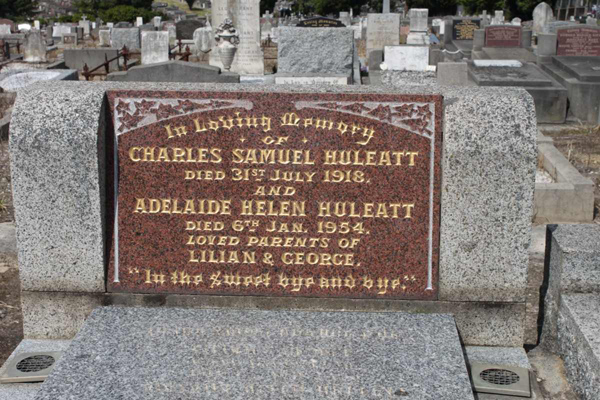 In Loving Memory
OF
CHARLES SAMUEL HULEATT
DIED 31ST JULY 1918.
AND
ADELAIDE HELEN HULEATT
DIED 6TH JAN. 1954.
LOVED PARENTS OF
LILIAN & GEORGE.
"In the sweet bye and bye."